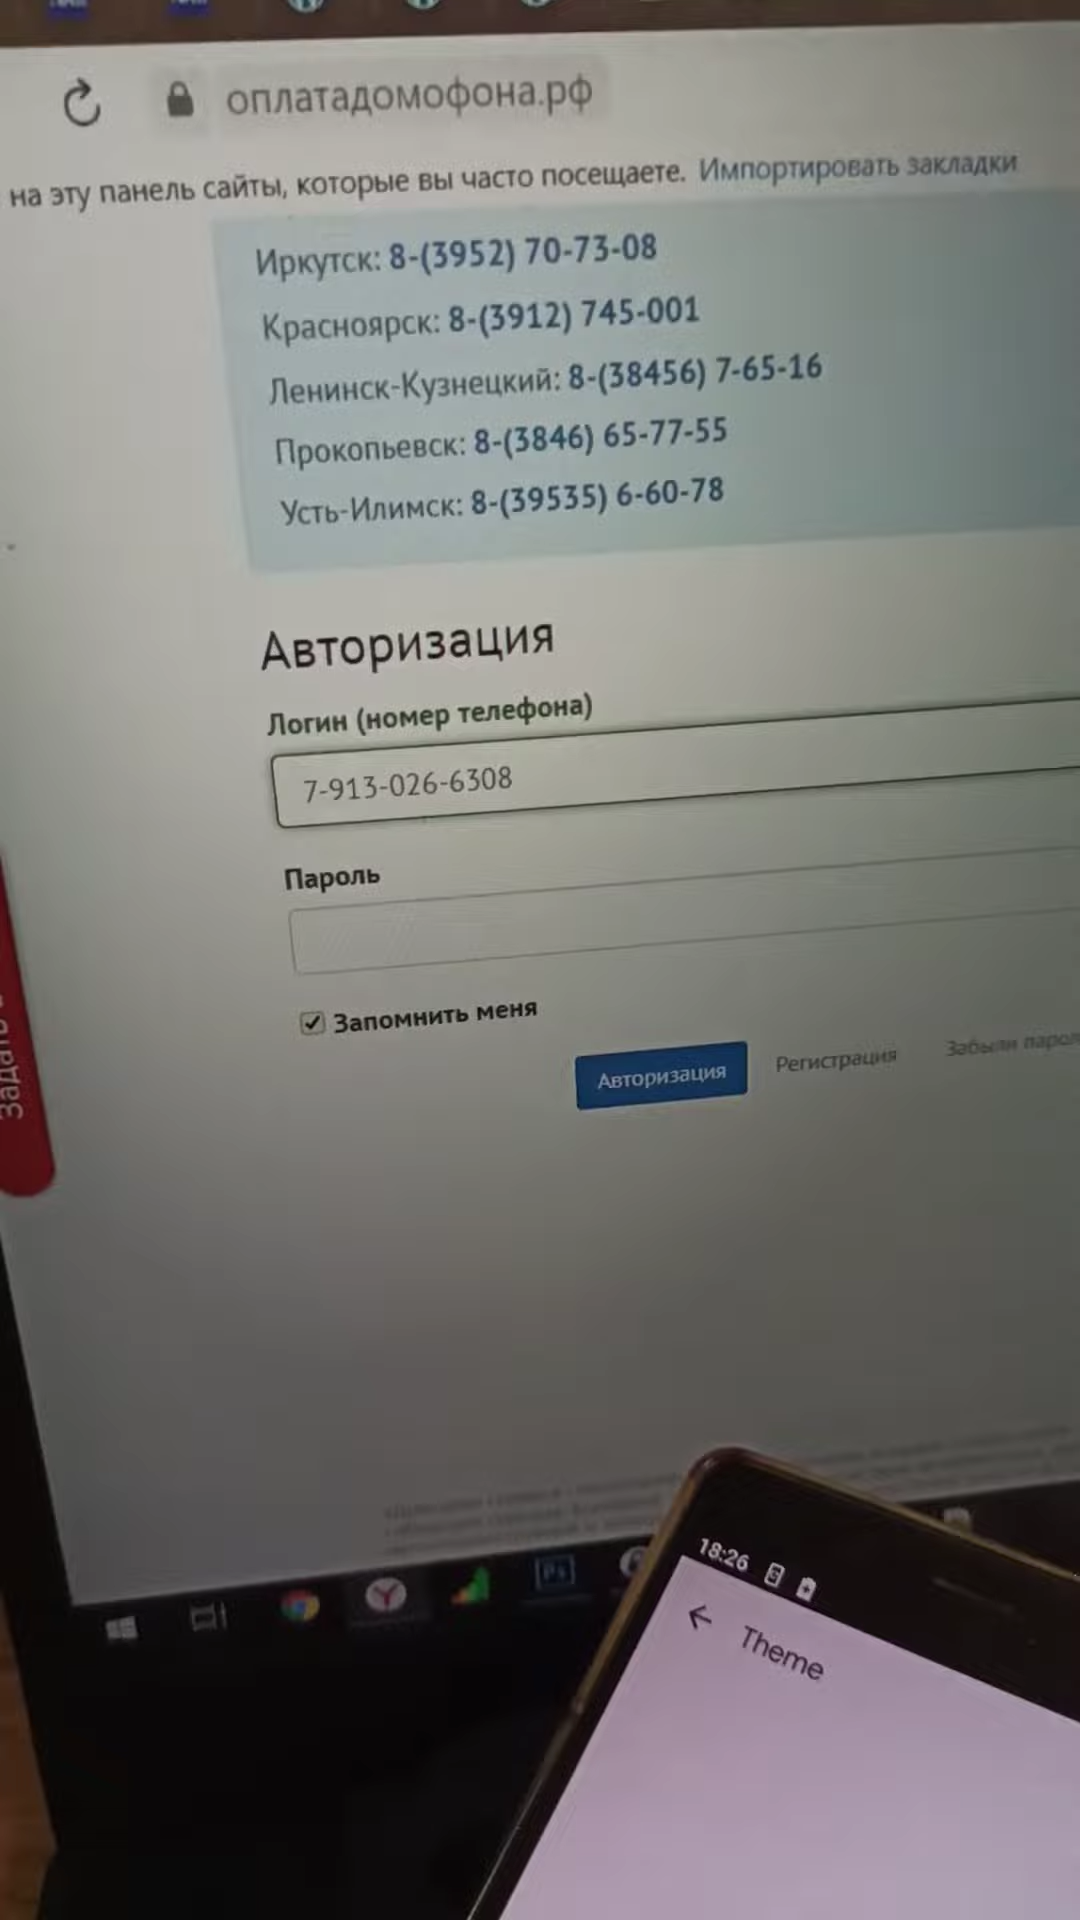 оплатадомофона.рф
на эту панель сайты, которые вы часто посещаете. Импортировать закладки
Иркутск: 8-(3952) 70-73-08
Красноярск: 8-(3912) 745-001
Ленинск-Кузнецкий: 8-(38456) 7-65-16
Прокопьевск: 8-(3846) 65-77-55
Усть-Илимск: 8-(39535) 6-60-78
Авторизация
Логин (номер телефона)
7-913-026-6308
Пароль
Запомнить меня
Авторизация Регистрация Забыли
Задать
Ps
18:26
Theme